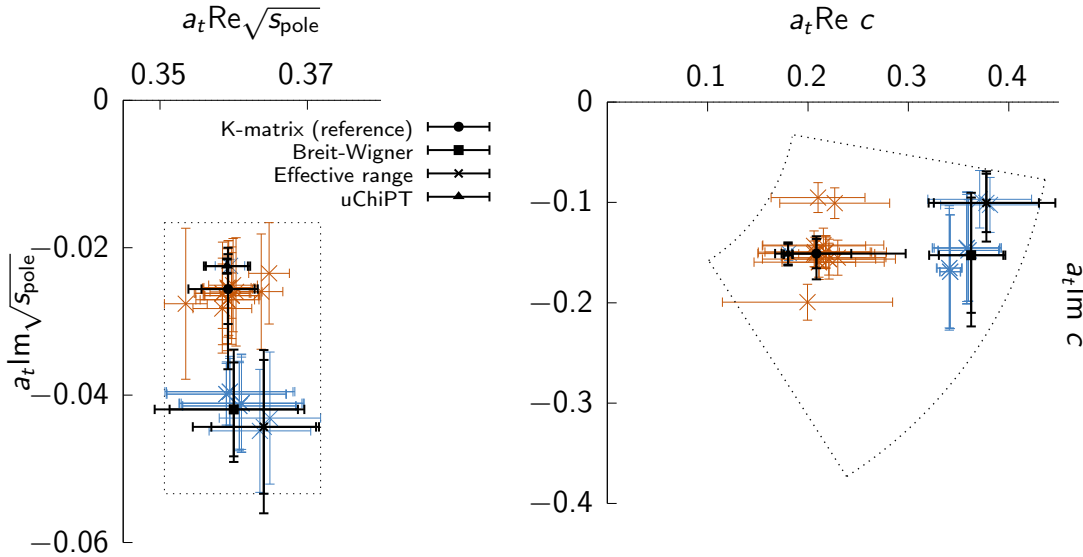 a_t Re√s_pole
0.35 0.37
0
−0.02
−0.04
−0.06
a_t Im√s_pole
K-matrix (reference)
Breit-Wigner
Effective range
uChiPT
a_t Re c
0.1 0.2 0.3 0.4
0
−0.1
−0.2
−0.3
−0.4
a_t Im c